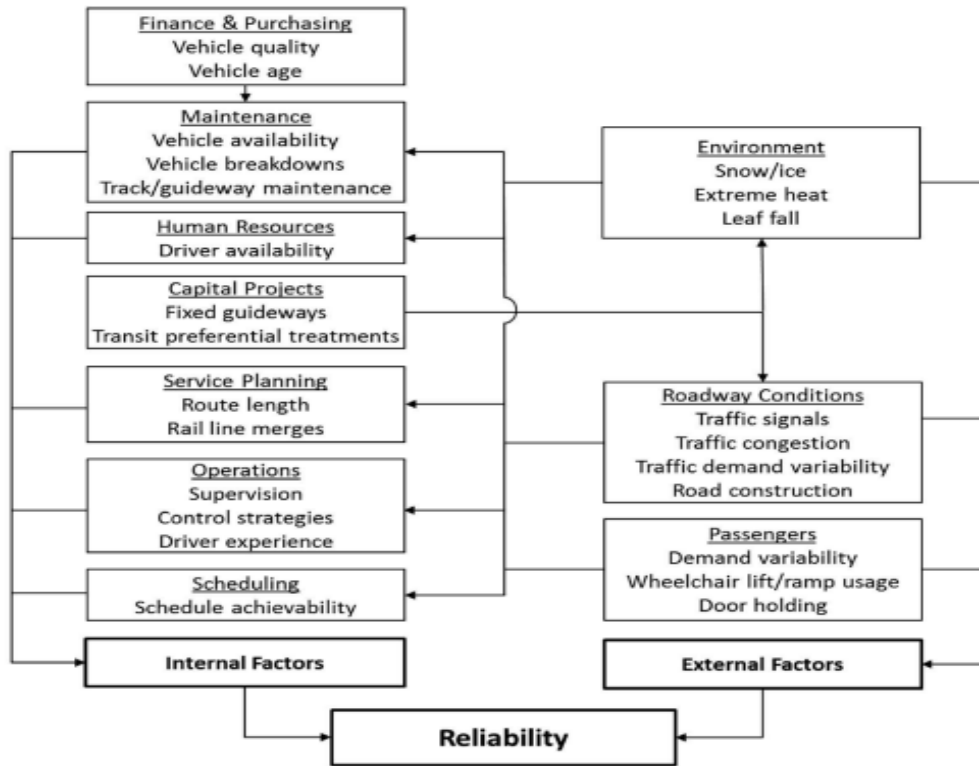 Finance & Purchasing
Vehicle quality
Vehicle age
Maintenance
Vehicle availability
Vehicle breakdowns
Track/guideway maintenance
Human Resources
Driver availability
Capital Projects
Fixed guideways
Transit preferential treatments
Service Planning
Route length
Rail line merges
Operations
Supervision
Control strategies
Driver experience
Scheduling
Schedule achievability
Internal Factors
Environment
Snow/ice
Extreme heat
Leaf fall
Roadway Conditions
Traffic signals
Traffic congestion
Traffic demand variability
Road construction
Passengers
Demand variability
Wheelchair lift/ramp usage
Door holding
External Factors
Reliability